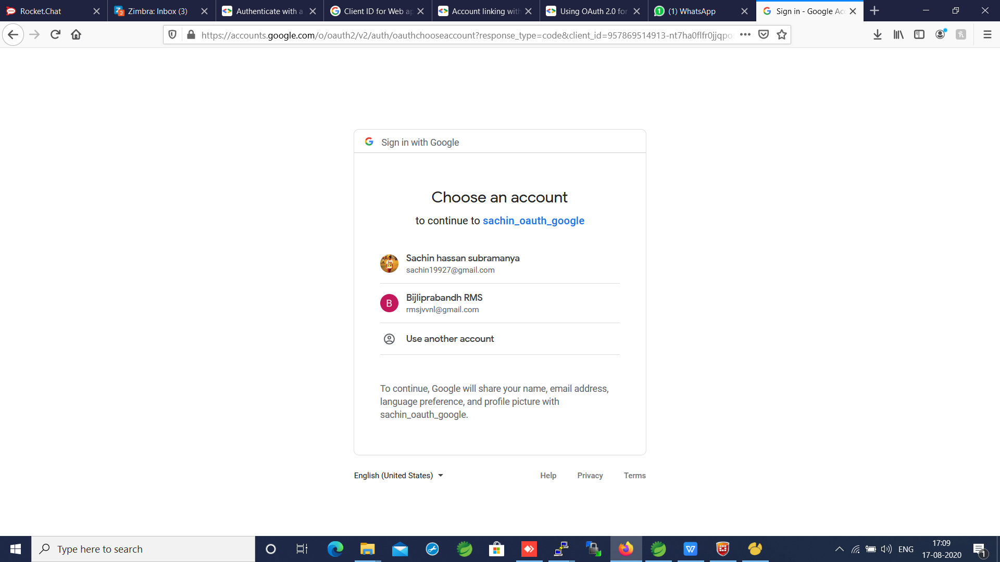 Rocket.Chat
Zimbra: Inbox (3)
Authenticate with a
Client ID for Web ap
Account linking with
Using OAuth 2.0 for
(1) WhatsApp
Sign in - Google Acc
https://accounts.google.com/o/oauth2/v2/auth/oauthchooseaccount?response_type=code&client_id=957869514913-nt7ha0flfr0jjqpo
Sign in with Google
Choose an account
to continue to sachin_oauth_google
Sachin hassan subramanya
sachin19927@gmail.com
B
Bijliprabandh RMS
rmsjvvnl@gmail.com
Use another account
To continue, Google will share your name, email address,
language preference, and profile picture with
sachin_oauth_google.
English (United States)
Help
Privacy
Terms
Type here to search
ENG
17:09
17-08-2020
1